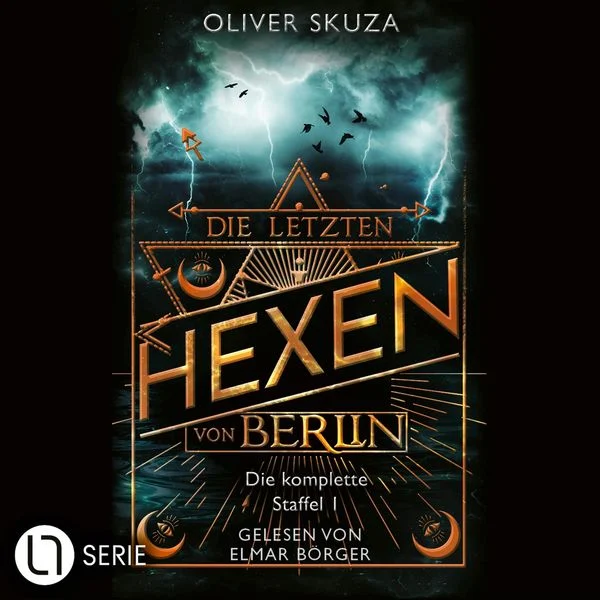 OLIVER SKUZA
DIE LETZTEN
HEXEN
VON BERLIN
Die komplette
Staffel 1
GELESEN VON
ELMAR BÖRGER
SERIE